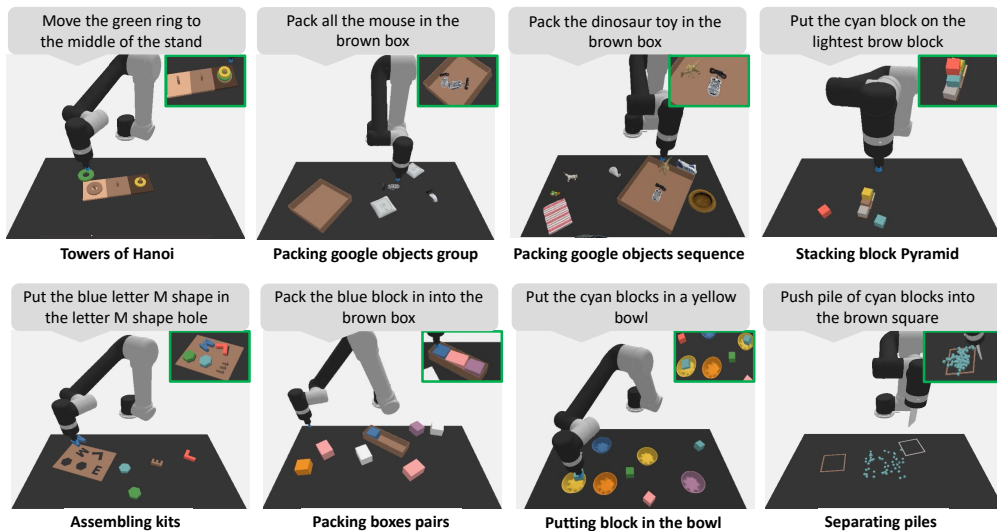 Move the green ring to
the middle of the stand
Pack all the mouse in the
brown box
Pack the dinosaur toy in the
brown box
Put the cyan block on the
lightest brow block
Towers of Hanoi
Packing google objects group
Packing google objects sequence
Stacking block Pyramid
Put the blue letter M shape in
the letter M shape hole
Pack the blue block in into the
brown box
Put the cyan blocks in a yellow
bowl
Push pile of cyan blocks into
the brown square
Assembling kits
Packing boxes pairs
Putting block in the bowl
Separating piles